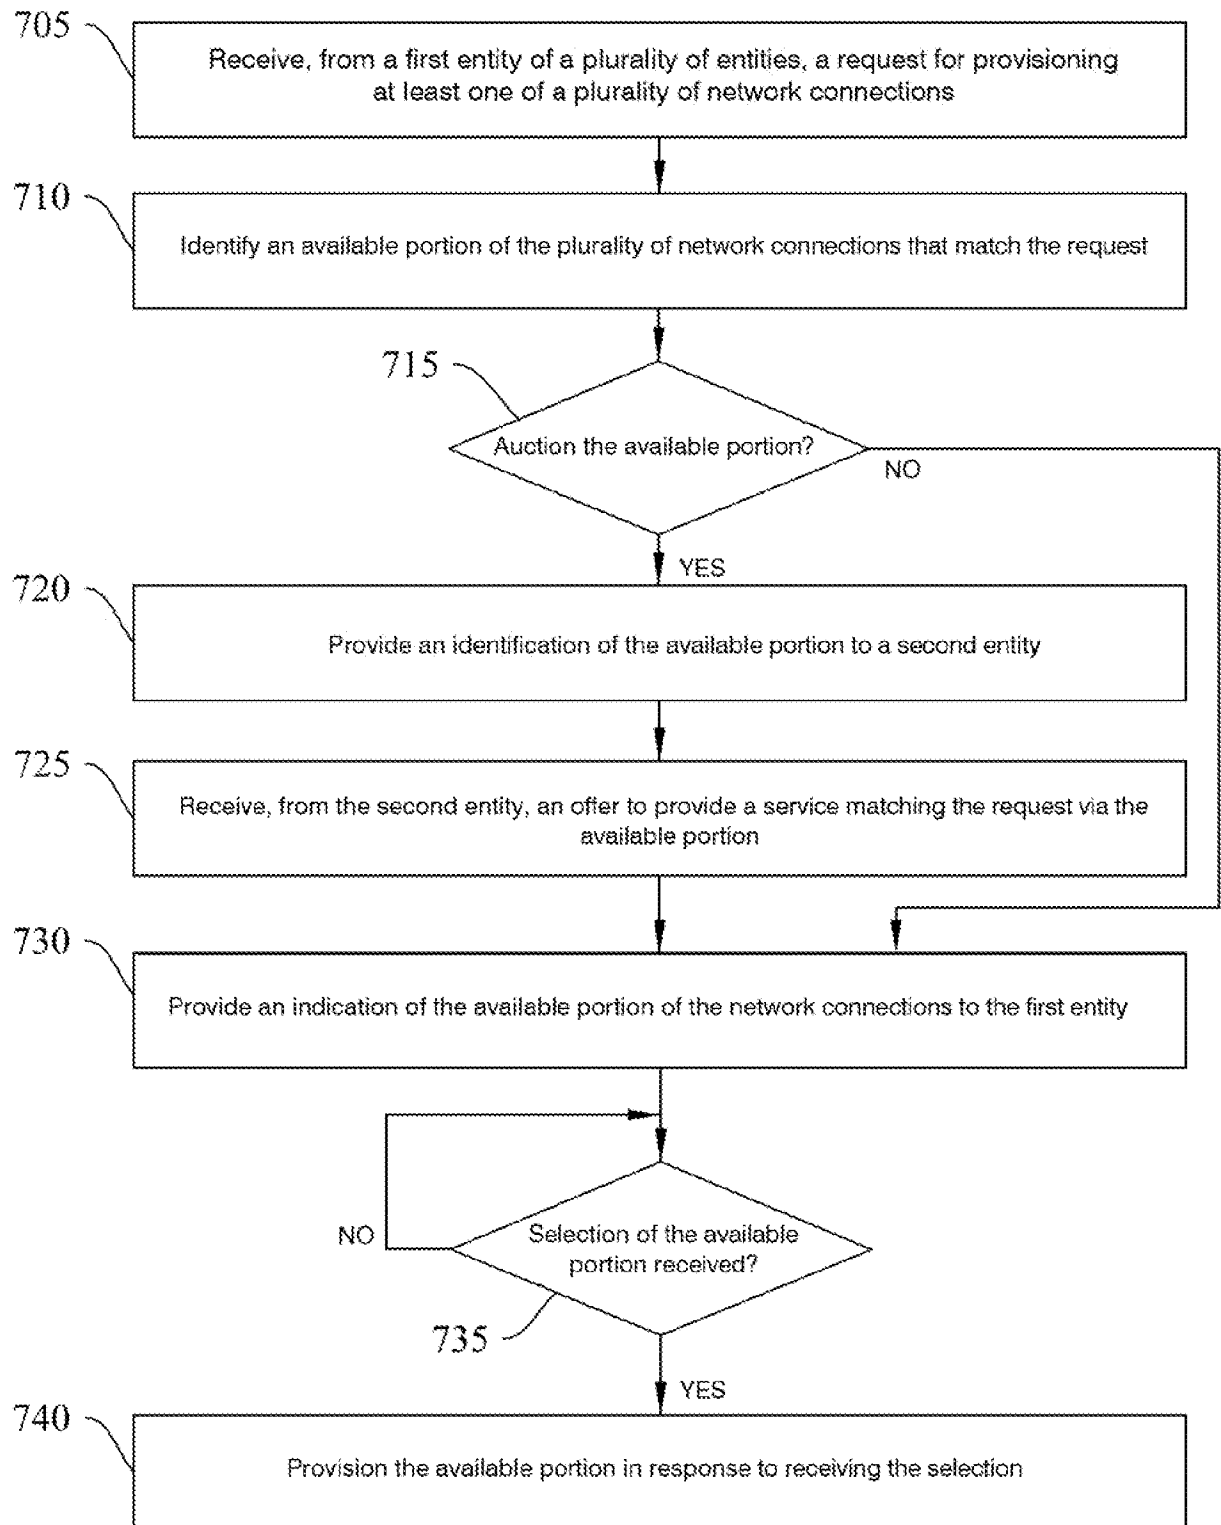 705
Receive, from a first entity of a plurality of entities, a request for provisioning
at least one of a plurality of network connections
710
Identify an available portion of the plurality of network connections that match the request
715
Auction the available portion?
NO
YES
720
Provide an identification of the available portion to a second entity
725
Receive, from the second entity, an offer to provide a service matching the request via the
available portion
730
Provide an indication of the available portion of the network connections to the first entity
NO
Selection of the available
portion received?
735
YES
740
Provision the available portion in response to receiving the selection